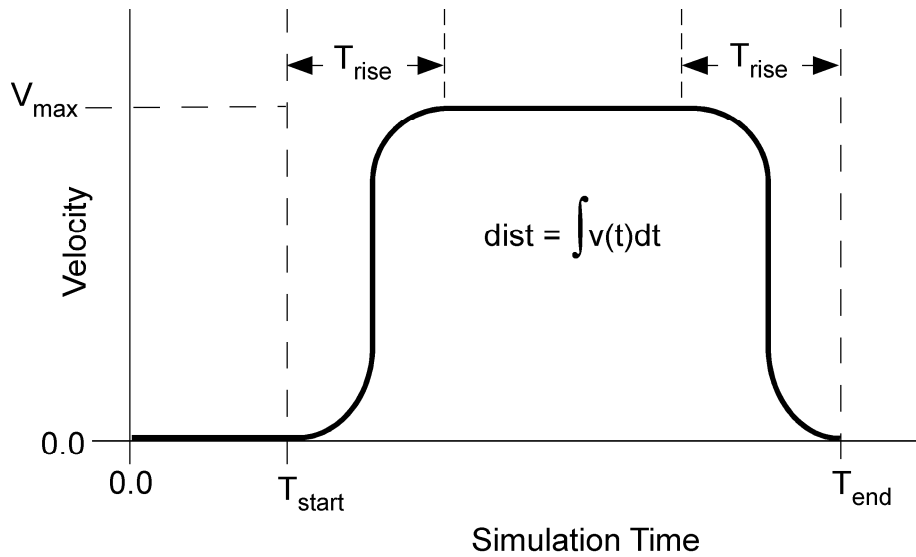 T_rise T_rise
V_max
Velocity
dist = ∫v(t)dt
0.0
0.0 T_start T_end
Simulation Time